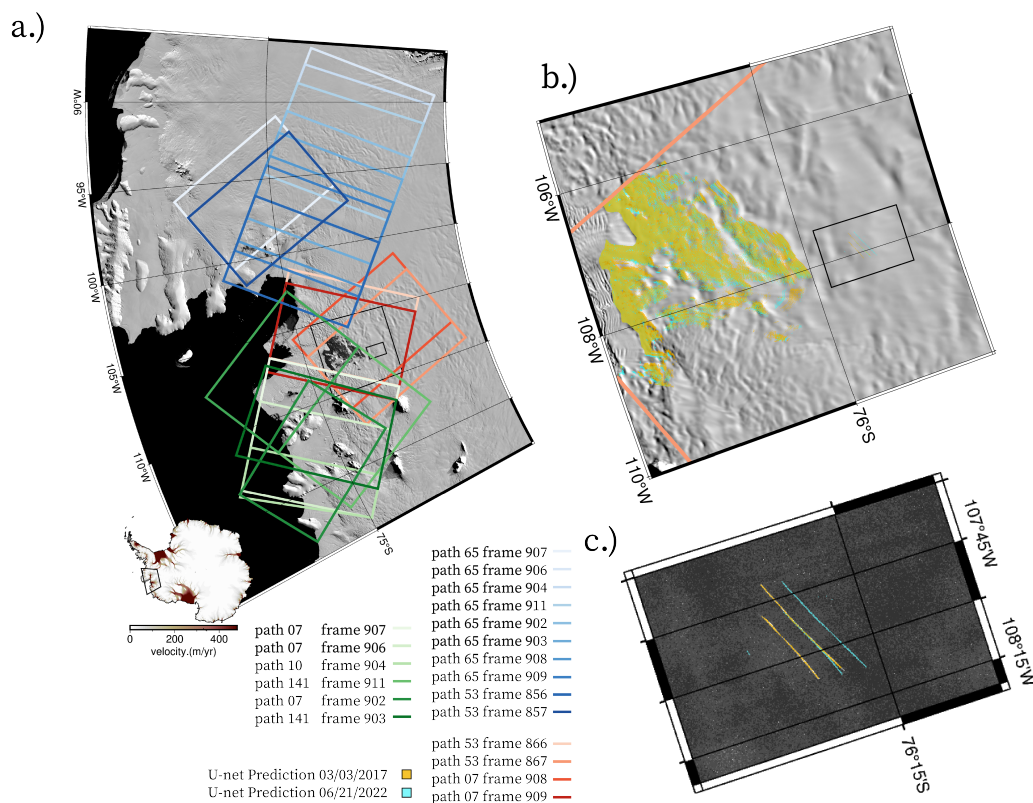 a.)
90°W
95°W
100°W
105°W
110°W
75°S
0 200 400
velocity.(m/yr)
b.)
106°W
108°W
110°W
76°S
c.)
107°45'W
108°15'W
76°15'S
path 07 frame 907
path 07 frame 906
path 10 frame 904
path 141 frame 911
path 07 frame 902
path 141 frame 903
path 65 frame 907
path 65 frame 906
path 65 frame 904
path 65 frame 911
path 65 frame 902
path 65 frame 903
path 65 frame 908
path 65 frame 909
path 53 frame 856
path 53 frame 857
path 53 frame 866
path 53 frame 867
path 07 frame 908
path 07 frame 909
U-net Prediction 03/03/2017
U-net Prediction 06/21/2022